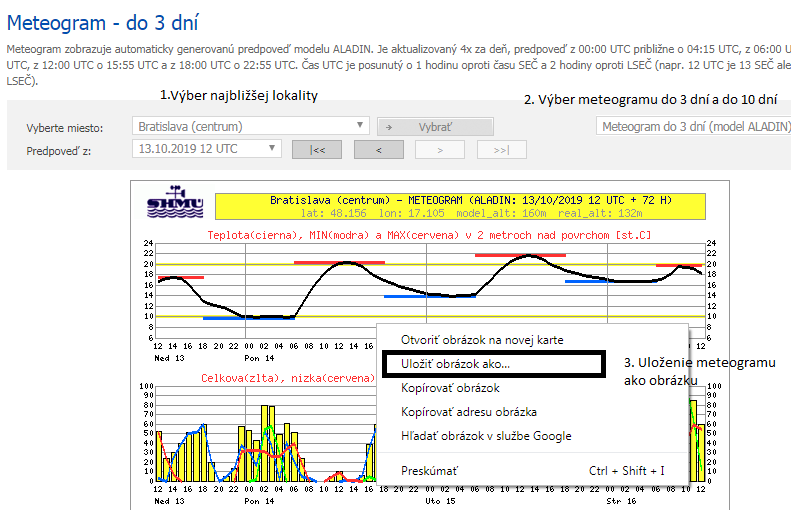 Meteogram - do 3 dní
Meteogram zobrazuje automaticky generovanú predpoveď modelu ALADIN. Je aktualizovaný 4x za deň, predpoveď z 00:00 UTC približne o 04:15 UTC, z 06:00 U
UTC, z 12:00 UTC o 15:55 UTC a z 18:00 UTC o 22:55 UTC. Čas UTC je posunutý o 1 hodinu oproti času SEČ a 2 hodiny oproti LSEČ (napr. 12 UTC je 13 SEČ ale
LSEČ).
1.Výber najbližšej lokality
2. Výber meteogramu do 3 dní a do 10 dní
Vyberte miesto: Bratislava (centrum) Vybrať Meteogram do 3 dní (model ALADIN)
Predpoveď z: 13.10.2019 12 UTC |<< < > >>|
SHMU
Bratislava (centrum) - METEOGRAM (ALADIN: 13/10/2019 12 UTC + 72 H)
lat: 48.156 lon: 17.105 model_alt: 160m real_alt: 132m
Teplota(cierna), MIN(modra) a MAX(cervena) v 2 metroch nad povrchom [st.C]
24 24
22 22
20 20
18 18
16 16
14 14
12 12
10 10
8 8
6 6
12 14 16 18 20 22 00 02 04 06 08 10 12
Ned 13 Pon 14
Otvoriť obrázok na novej karte
Uložiť obrázok ako...
Kopírovať obrázok
Kopírovať adresu obrázka
Hľadať obrázok v službe Google
Preskúmať Ctrl + Shift + I
3. Uloženie meteogramu
ako obrázku
Celkova(zlta), nizka(cervena)
100 100
90 90
80 80
70 70
60 60
50 50
40 40
30 30
20 20
10 10
0 0
12 14 16 18 20 22 00 02 04 06 08 10 12 14 16 18 20 22 00 02 04 06 08 10 12 14 16 18 20 22 00 02 04 06 08 10 12
Ned 13 Pon 14 Uto 15 Str 16